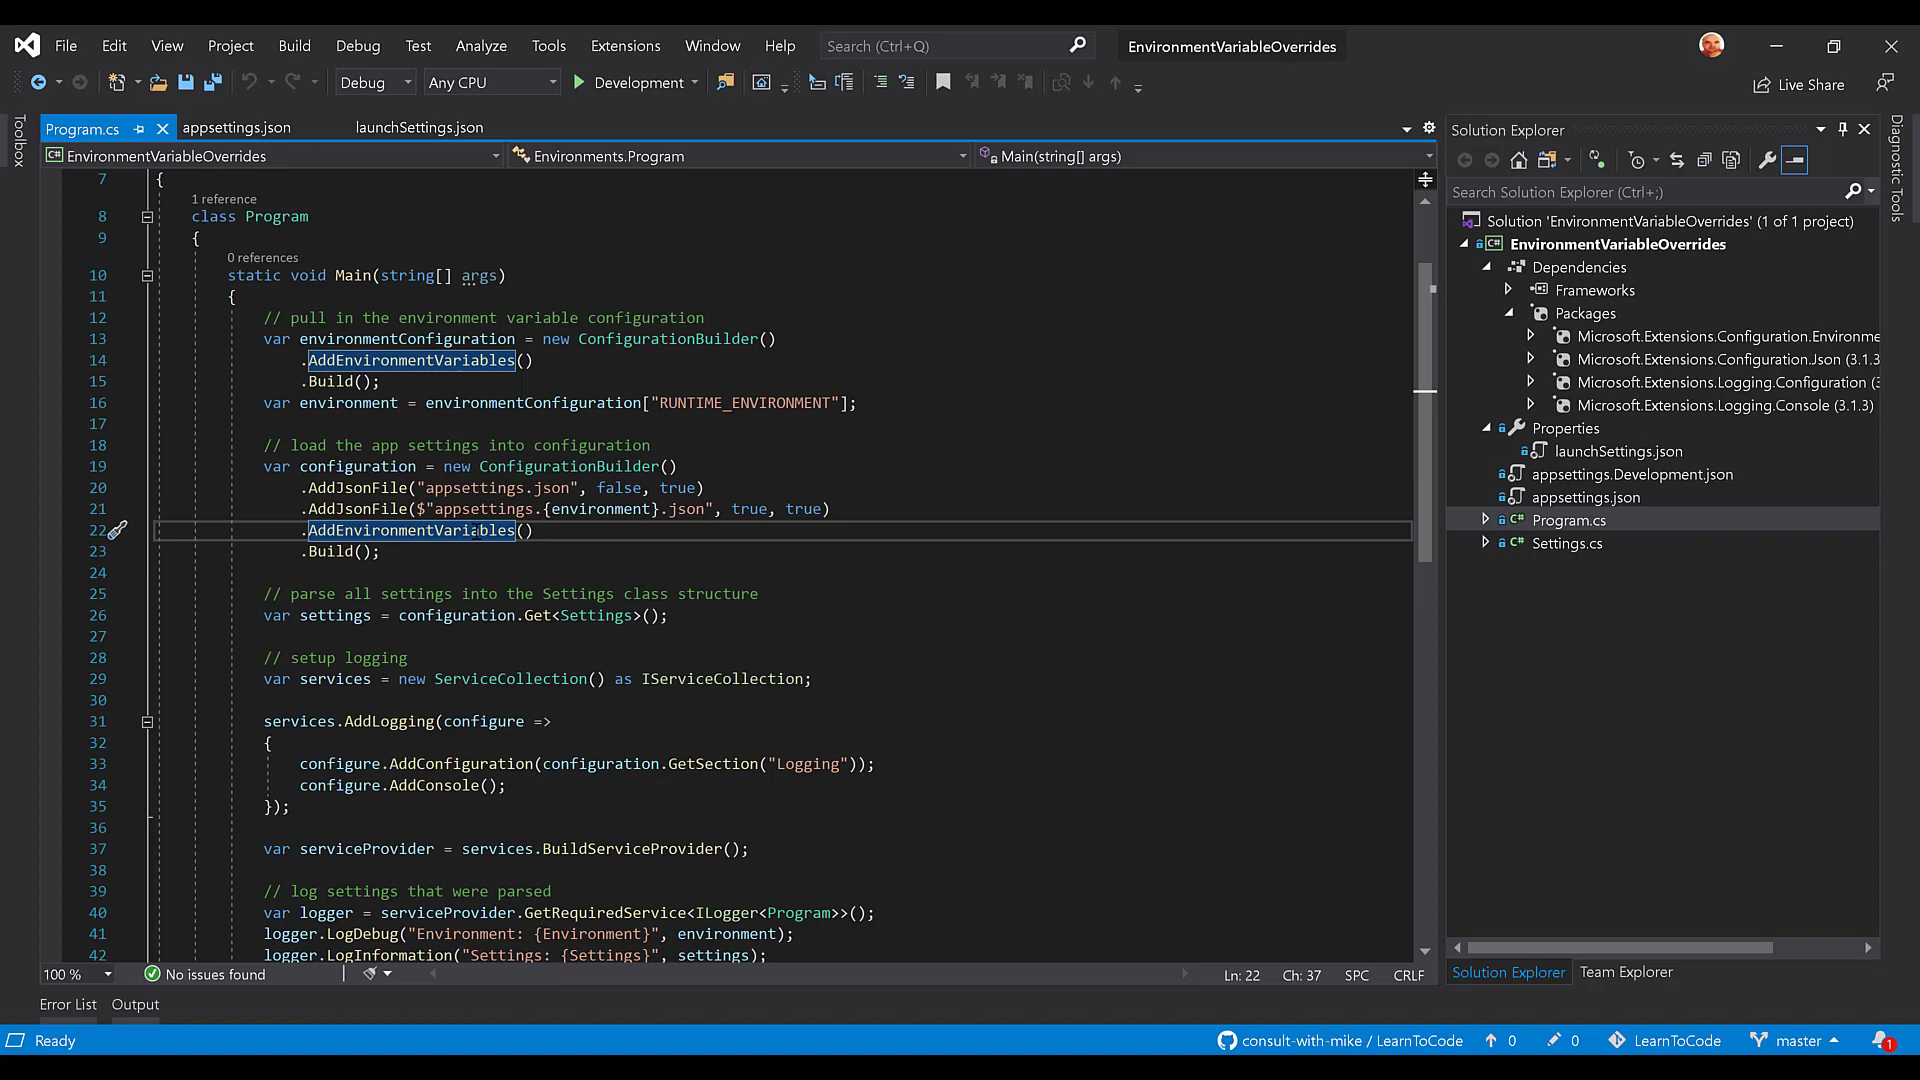 File Edit View Project Build Debug Test Analyze Tools Extensions Window Help Search (Ctrl+Q) EnvironmentVariableOverrides
Debug Any CPU Development Live Share
Toolbox
Program.cs appsettings.json launchSettings.json
C# EnvironmentVariableOverrides Environments.Program Main(string[] args)
7 {
1 reference
8 class Program
9 {
0 references
10 static void Main(string[] args)
11 {
12 // pull in the environment variable configuration
13 var environmentConfiguration = new ConfigurationBuilder()
14 .AddEnvironmentVariables()
15 .Build();
16 var environment = environmentConfiguration["RUNTIME_ENVIRONMENT"];
17
18 // load the app settings into configuration
19 var configuration = new ConfigurationBuilder()
20 .AddJsonFile("appsettings.json", false, true)
21 .AddJsonFile($"appsettings.{environment}.json", true, true)
22 .AddEnvironmentVariables()
23 .Build();
24
25 // parse all settings into the Settings class structure
26 var settings = configuration.Get<Settings>();
27
28 // setup logging
29 var services = new ServiceCollection() as IServiceCollection;
30
31 services.AddLogging(configure =>
32 {
33 configure.AddConfiguration(configuration.GetSection("Logging"));
34 configure.AddConsole();
35 });
36
37 var serviceProvider = services.BuildServiceProvider();
38
39 // log settings that were parsed
40 var logger = serviceProvider.GetRequiredService<ILogger<Program>>();
41 logger.LogDebug("Environment: {Environment}", environment);
42 logger.LogInformation("Settings: {Settings}", settings);
100 % No issues found Ln: 22 Ch: 37 SPC CRLF
Solution Explorer
Search Solution Explorer (Ctrl+;)
Solution 'EnvironmentVariableOverrides' (1 of 1 project)
C# EnvironmentVariableOverrides
Dependencies
Frameworks
Packages
Microsoft.Extensions.Configuration.Environme
Microsoft.Extensions.Configuration.Json (3.1.3
Microsoft.Extensions.Logging.Configuration (3
Microsoft.Extensions.Logging.Console (3.1.3)
Properties
launchSettings.json
appsettings.Development.json
appsettings.json
C# Program.cs
C# Settings.cs
Solution Explorer Team Explorer
Diagnostic Tools
Error List Output
Ready consult-with-mike / LearnToCode 0 0 LearnToCode master 1